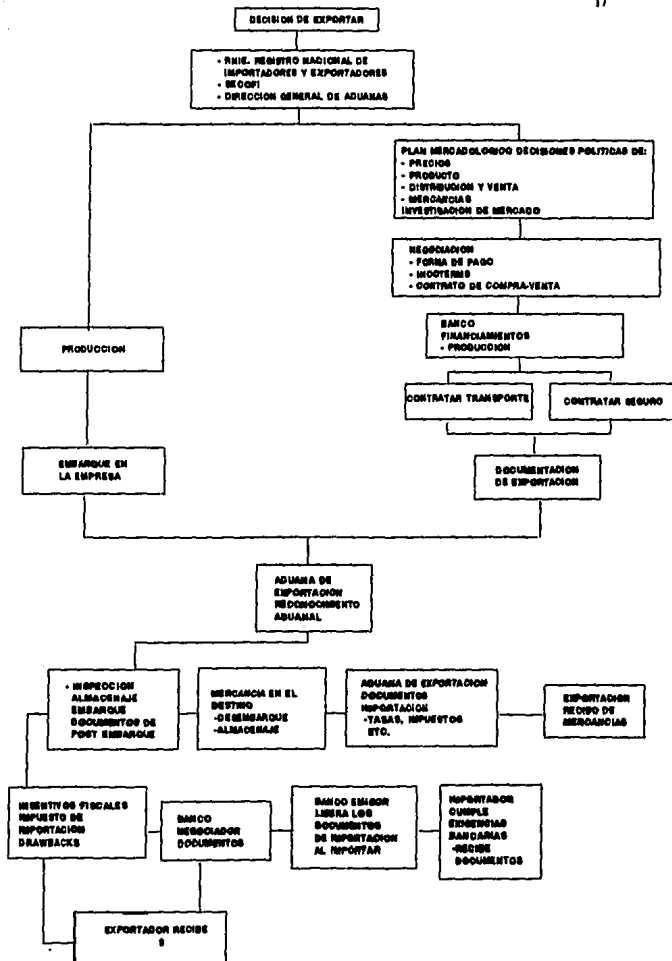 17
DECISION DE EXPORTAR
- RNIE. REGISTRO NACIONAL DE
IMPORTADORES Y EXPORTADORES
- SECOFI
- DIRECCION GENERAL DE ADUANAS
PLAN MERCADOLOGICO DECISIONES POLITICAS DE:
- PRECIOS
- PRODUCTO
- DISTRIBUCION Y VENTA
- MERCANCIAS
INVESTIGACION DE MERCADO
NEGOCIACION
- FORMA DE PAGO
- INCOTERMS
- CONTRATO DE COMPRA-VENTA
BANCO
FINANCIAMIENTOS
- PRODUCCION
PRODUCCION
CONTRATAR TRANSPORTE
CONTRATAR SEGURO
EMBARQUE EN
LA EMPRESA
DOCUMENTACION
DE EXPORTACION
ADUANA DE
EXPORTACION
RECONOCIMIENTO
ADUANAL
- INSPECCION
ALMACENAJE
EMBARQUE
DOCUMENTOS DE
POST EMBARQUE
MERCANCIA EN EL
DESTINO
-DESEMBARQUE
-ALMACENAJE
ADUANA DE EXPORTACION
DOCUMENTOS
IMPORTACION
-TASAS, IMPUESTOS
ETC.
EXPORTACION
RECIBO DE
MERCANCIAS
INSENTIVOS FISCALES
IMPUESTO DE
IMPORTACION
DRAWBACKS
BANCO
NEGOCIADOR
DOCUMENTOS
BANCO EMISOR
LIBERA LOS
DOCUMENTOS
DE IMPORTACION
AL IMPORTAR
IMPORTADOR
CUMPLE
EXIGENCIAS
BANCARIAS
-RECIBE
DOCUMENTOS
EXPORTADOR RECIBE